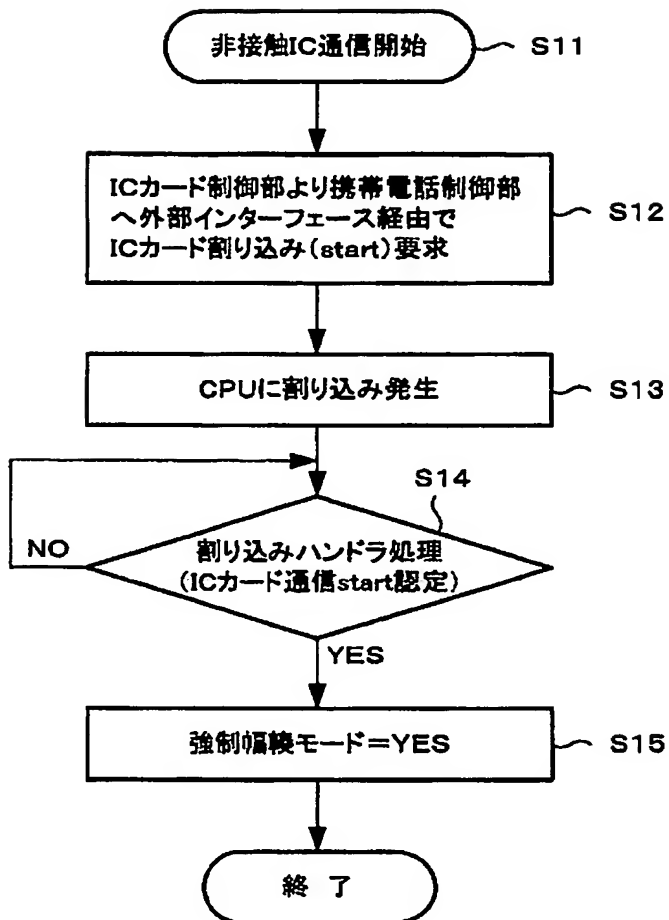 非接触IC通信開始
S11
ICカード制御部より携帯電話制御部
へ外部インターフェース経由で
ICカード割り込み(start)要求
S12
CPUに割り込み発生
S13
S14
NO
割り込みハンドラ処理
(ICカード通信start認定)
YES
強制輻輳モード=YES
S15
終 了